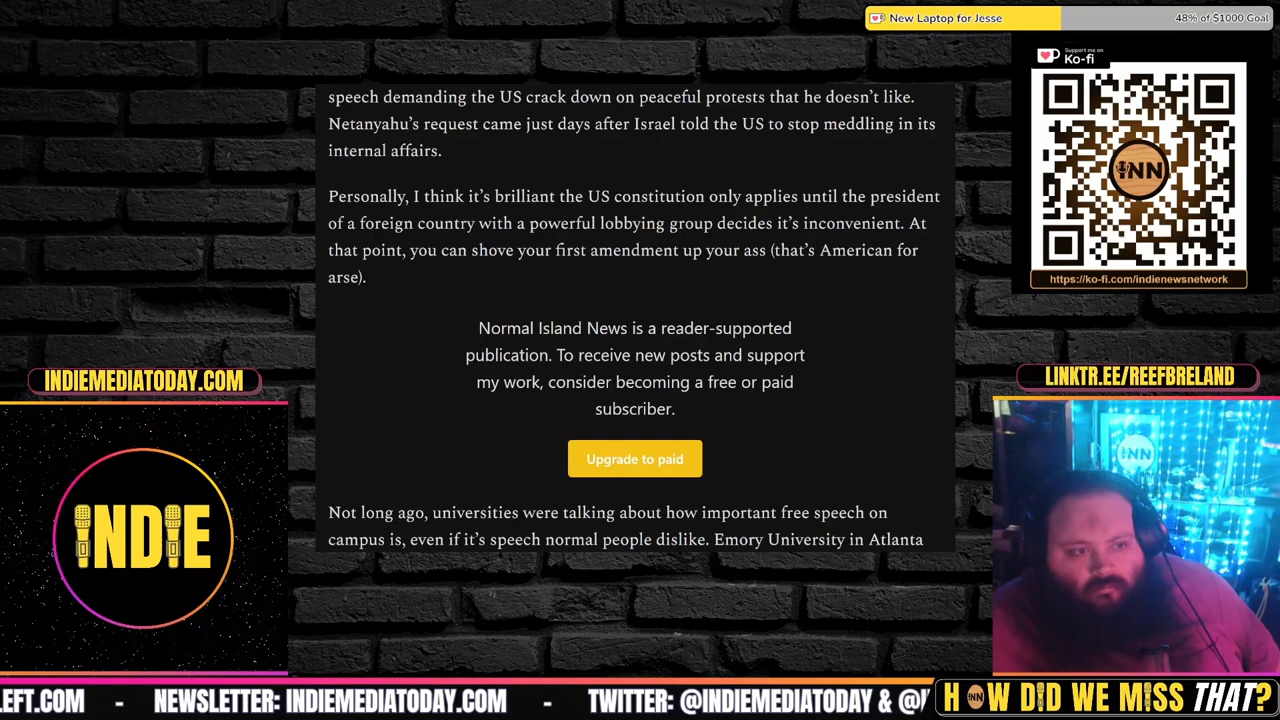 New Laptop for Jesse
48% of $1000 Goal
Support me on
Ko-fi
iNN
https://ko-fi.com/indienewsnetwork
speech demanding the US crack down on peaceful protests that he doesn’t like.
Netanyahu’s request came just days after Israel told the US to stop meddling in its
internal affairs.
Personally, I think it’s brilliant the US constitution only applies until the president
of a foreign country with a powerful lobbying group decides it’s inconvenient. At
that point, you can shove your first amendment up your ass (that’s American for
arse).
Normal Island News is a reader-supported
publication. To receive new posts and support
my work, consider becoming a free or paid
subscriber.
Upgrade to paid
Not long ago, universities were talking about how important free speech on
campus is, even if it’s speech normal people dislike. Emory University in Atlanta
INDIEMEDIATODAY.COM
INDIE
LINKTR.EE/REEFBRELAND
iNN
LEFT.COM - NEWSLETTER: INDIEMEDIATODAY.COM - TWITTER: @INDIEMEDIATODAY & @
HOW DID WE MISS THAT?